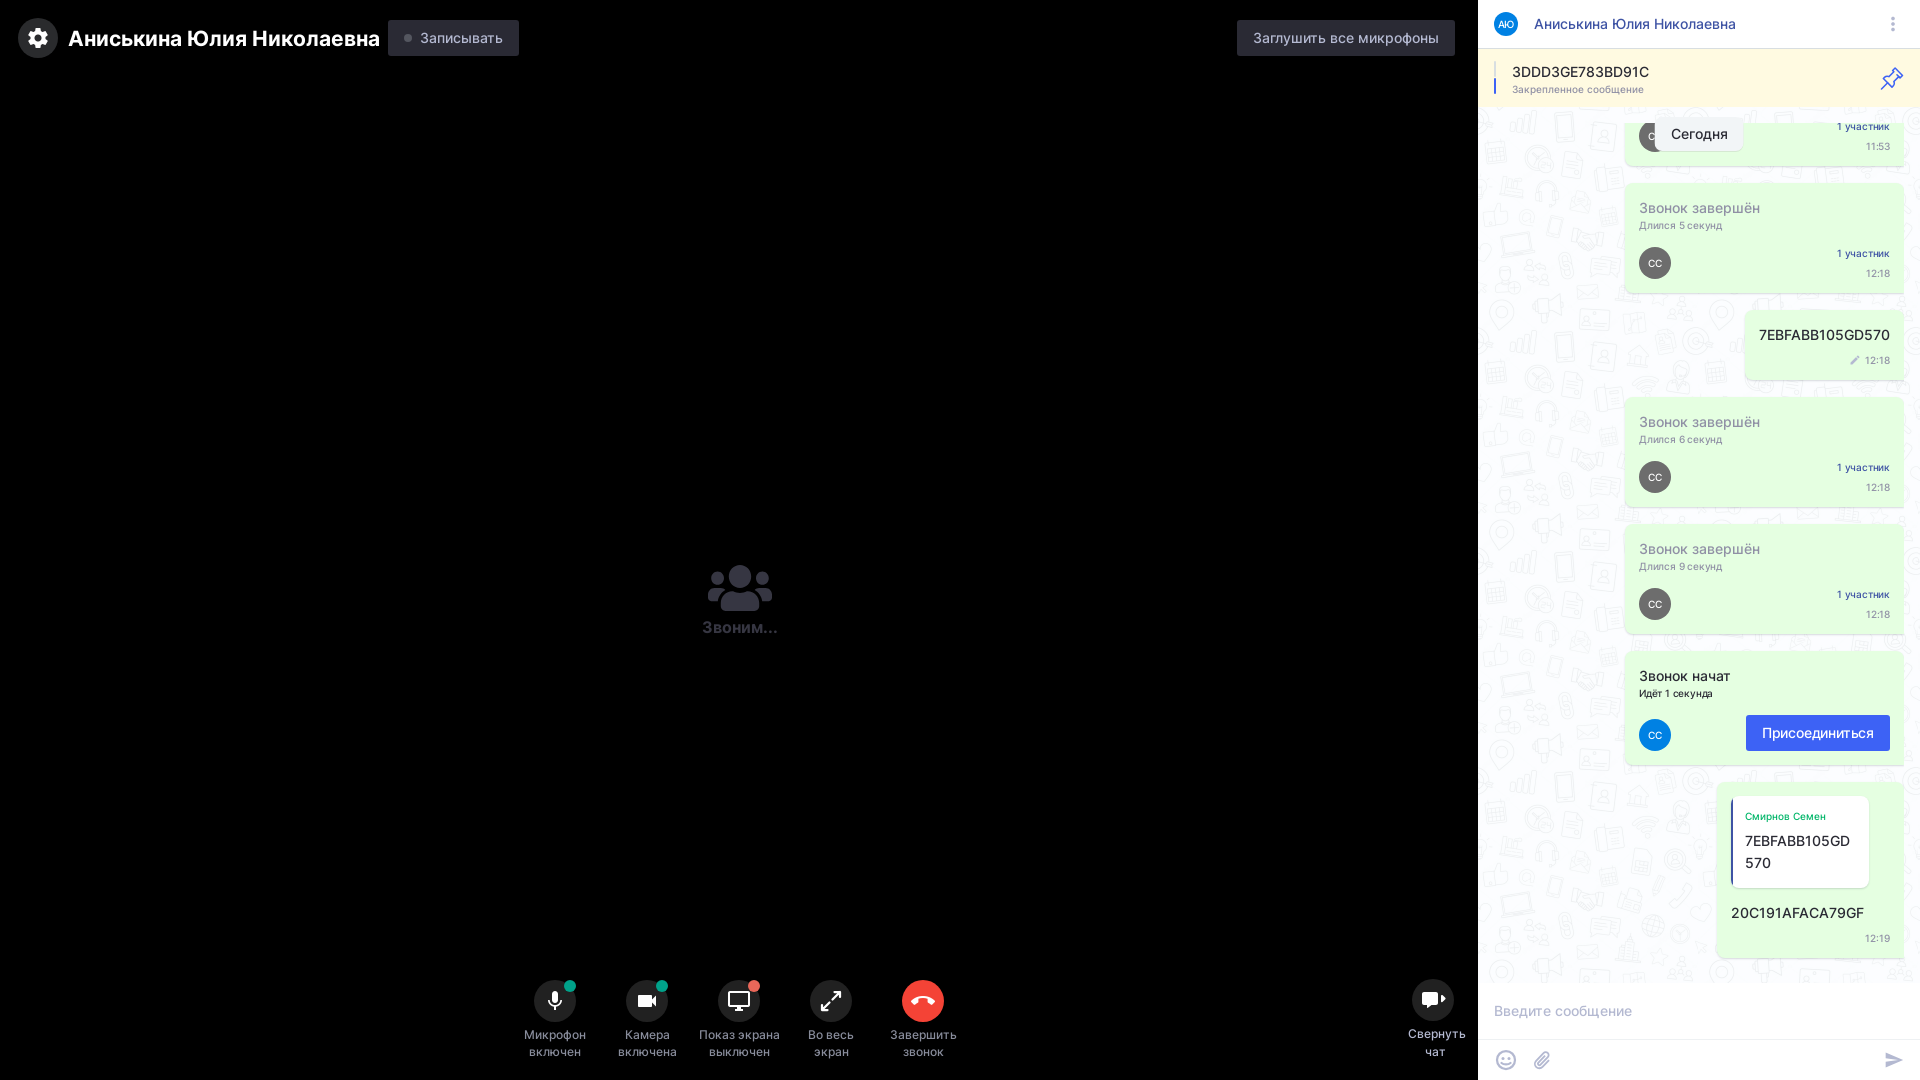 Аниськина Юлия Николаевна
Записывать
Заглушить все микрофоны
Звоним...
Микрофон
включен
Камера
включена
Показ экрана
выключен
Во весь
экран
Завершить
звонок
Свернуть
чат
АЮ
Аниськина Юлия Николаевна
3DDD3GE783BD91C
Закрепленное сообщение
Сегодня
1 участник
11:53
Звонок завершён
Длился 5 секунд
1 участник
СС
12:18
7EBFABB105GD570
12:18
Звонок завершён
Длился 6 секунд
1 участник
СС
12:18
Звонок завершён
Длился 9 секунд
1 участник
СС
12:18
Звонок начат
Идёт 1 секунда
СС
Присоединиться
Смирнов Семен
7EBFABB105GD
570
20C191AFACA79GF
12:19
Введите сообщение